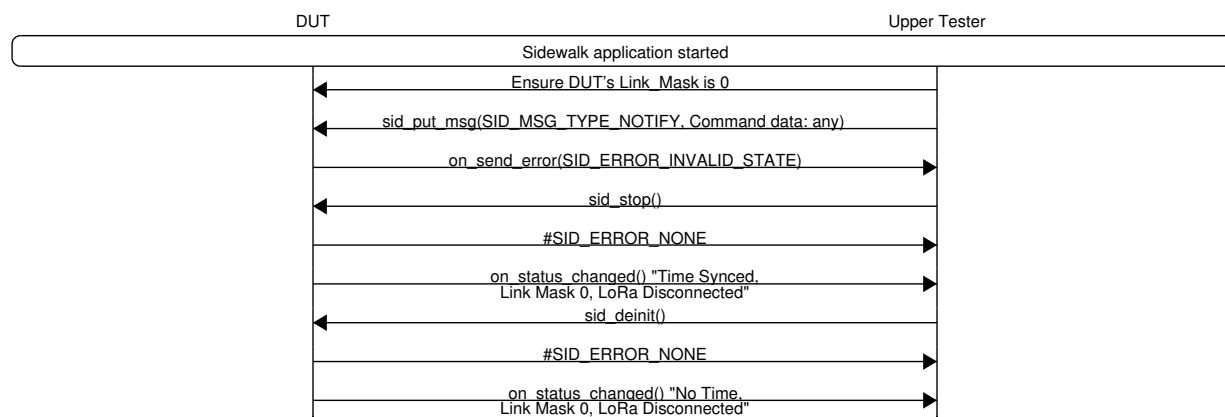 DUT
Upper Tester
Sidewalk application started
Ensure DUT's Link_Mask is 0
sid_put_msg(SID_MSG_TYPE_NOTIFY, Command data: any)
on_send_error(SID_ERROR_INVALID_STATE)
sid_stop()
#SID_ERROR_NONE
on_status_changed() "Time Synced,
Link Mask 0, LoRa Disconnected"
sid_deinit()
#SID_ERROR_NONE
on_status_changed() "No Time,
Link Mask 0, LoRa Disconnected"